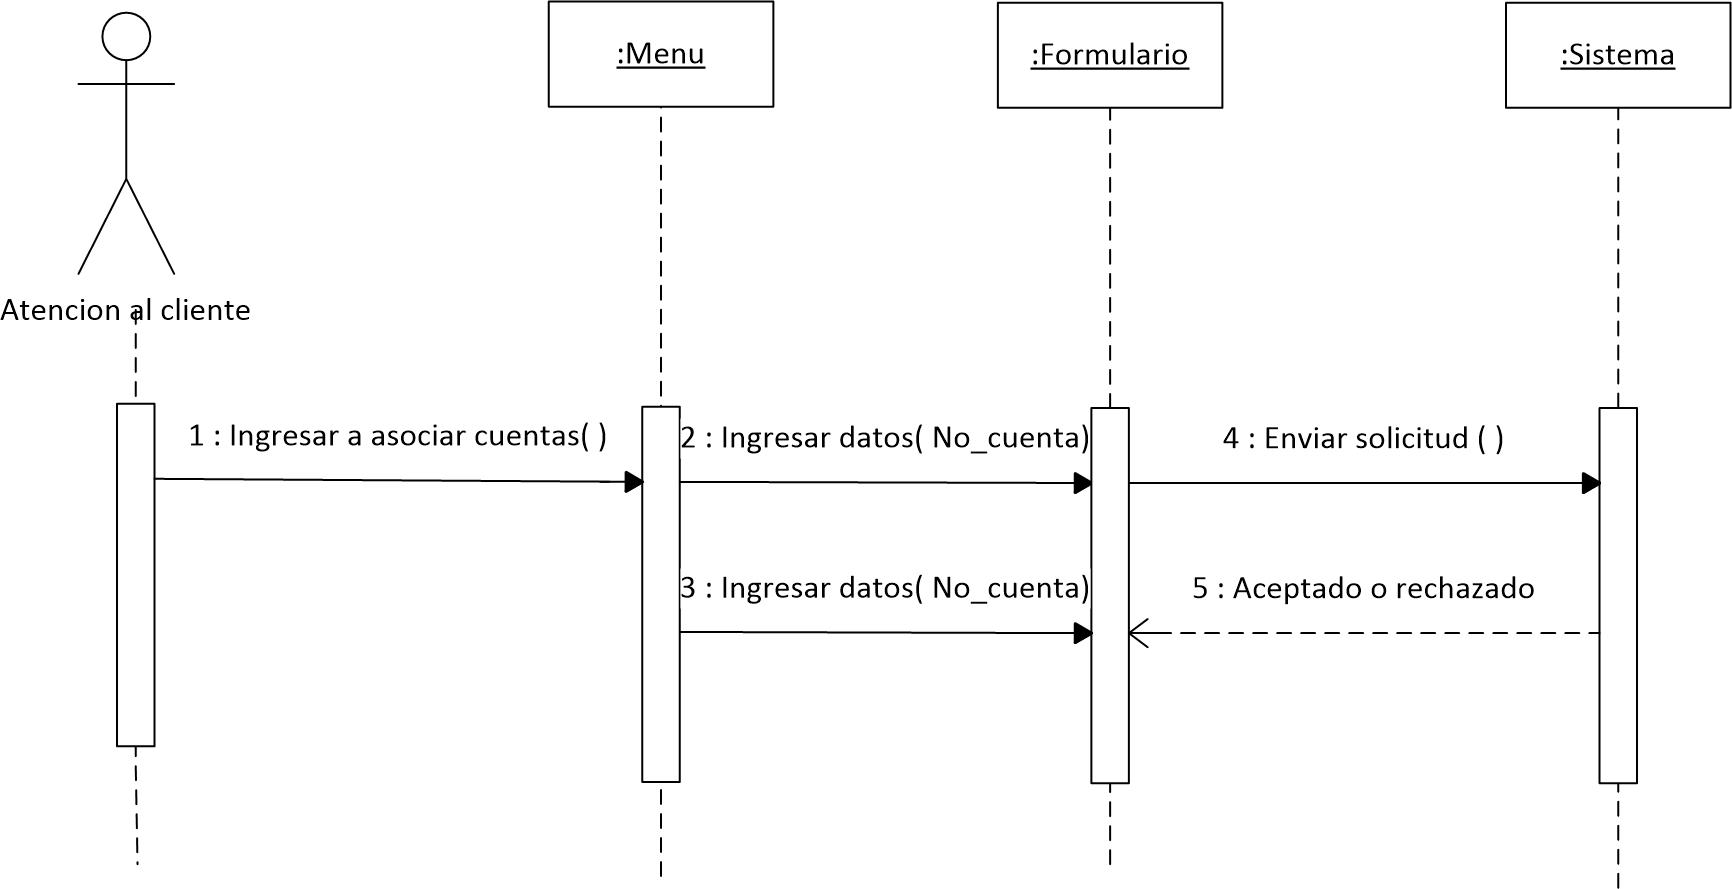 :Menu
:Formulario
:Sistema
Atencion al cliente
1 : Ingresar a asociar cuentas( )
2 : Ingresar datos( No_cuenta)
4 : Enviar solicitud ( )
3 : Ingresar datos( No_cuenta)
5 : Aceptado o rechazado